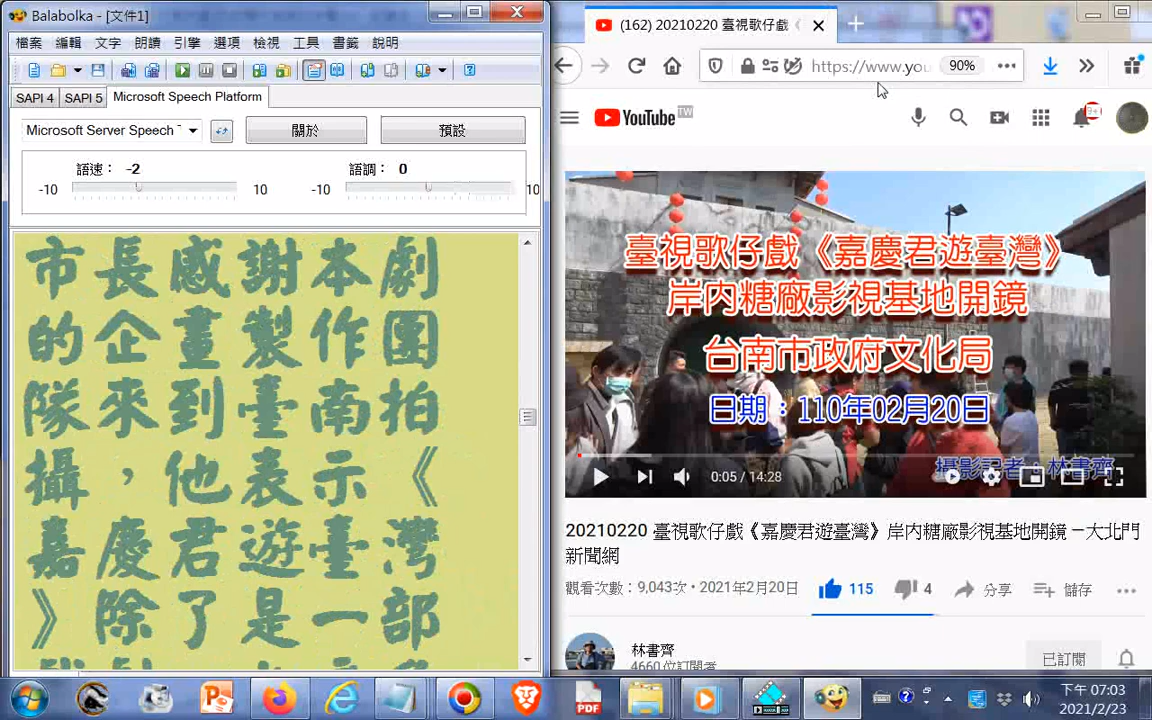 Balabolka - [文件1]
檔案 編輯 文字 朗讀 引擎 選項 檢視 工具 書籤 說明
SAPI 4 SAPI 5 Microsoft Speech Platform
Microsoft Server Speech T
關於
預設
語速： -2
語調： 0
-10 10 -10 10
市長感謝本劇
的企畫製作團
隊來到臺南拍
攝，他表示《
嘉慶君遊臺灣
》除了是一部
(162) 20210220 臺視歌仔戲《
https://www.you
90%
YouTube TW
9+
臺視歌仔戲《嘉慶君遊臺灣》
岸内糖廠影視基地開鏡
台南市政府文化局
日期：110年02月20日
攝影記者：林書齊
0:05 / 14:28
20210220 臺視歌仔戲《嘉慶君遊臺灣》岸内糖廠影視基地開鏡－大北門
新聞網
觀看次數：9,043次・2021年2月20日
115
4
分享
儲存
林書齊
4660位訂閱者
已訂閱
PDF
下午 07:03
2021/2/23